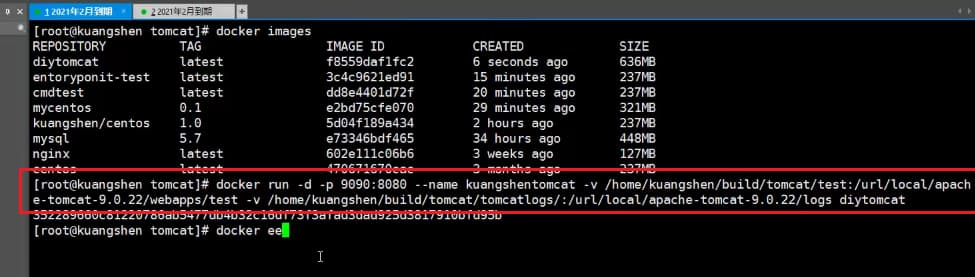 1 2021年2月到期 × 2 2021年2月到期 × +
[root@kuangshen tomcat]# docker images
REPOSITORY TAG IMAGE ID CREATED SIZE
diytomcat latest f8559daf1fc2 6 seconds ago 636MB
entoryponit-test latest 3c4c9621ed91 15 minutes ago 237MB
cmdtest latest dd8e4401d72f 20 minutes ago 237MB
mycentos 0.1 e2bd75cfe070 29 minutes ago 321MB
kuangshen/centos 1.0 5d04f189a434 2 hours ago 237MB
mysql 5.7 e73346bdf465 34 hours ago 448MB
nginx latest 602e111c06b6 3 weeks ago 127MB
centos latest 470671670cac 3 months ago 237MB
[root@kuangshen tomcat]# docker run -d -p 9090:8080 --name kuangshentomcat -v /home/kuangshen/build/tomcat/test:/url/local/apach
e-tomcat-9.0.22/webapps/test -v /home/kuangshen/build/tomcat/tomcatlogs/:/url/local/apache-tomcat-9.0.22/logs diytomcat
[root@kuangshen tomcat]# docker ee